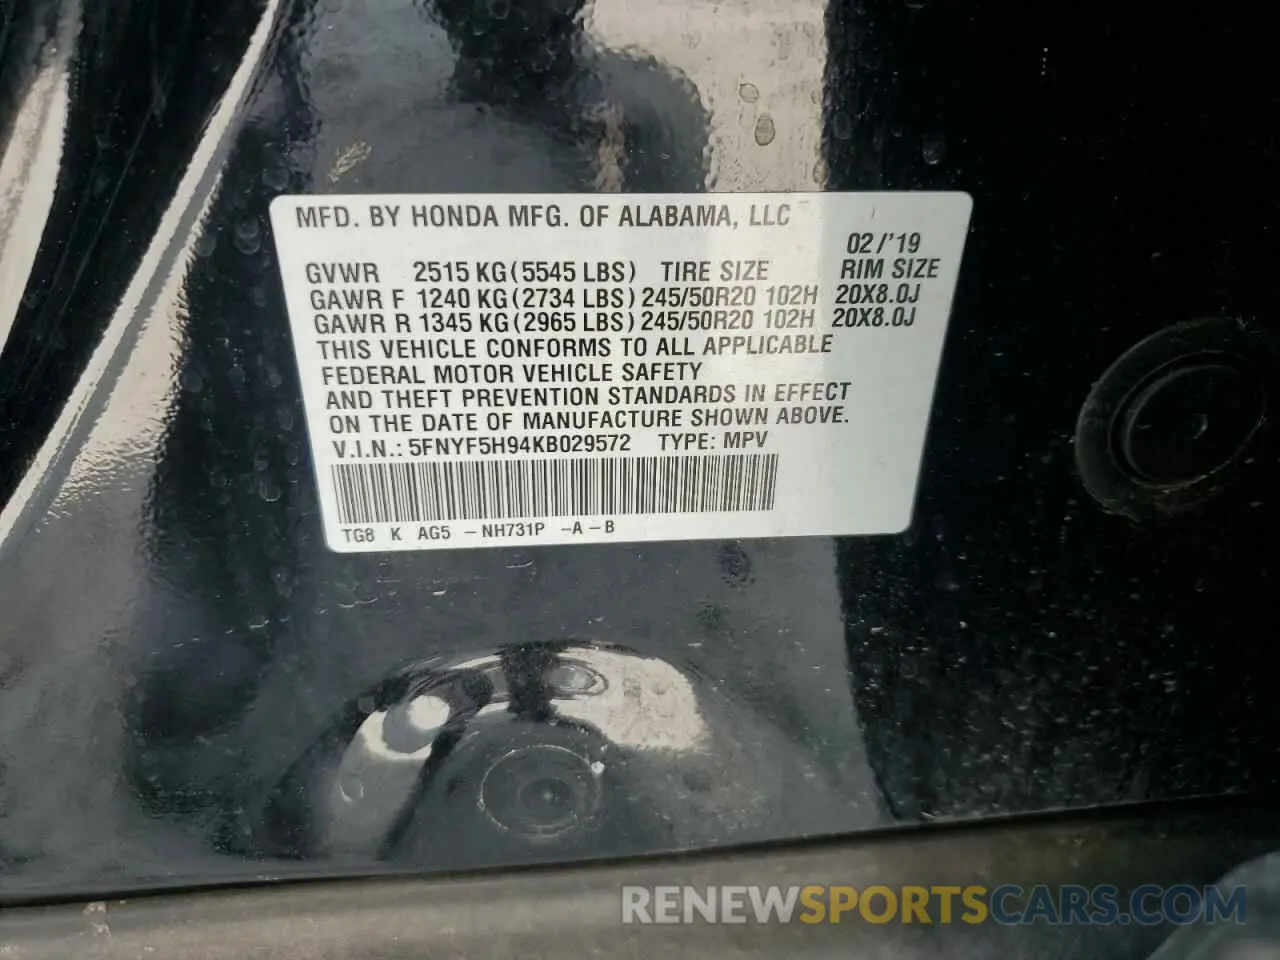 MFD. BY HONDA MFG. OF ALABAMA, LLC
02/'19
GVWR 2515 KG(5545 LBS) TIRE SIZE RIM SIZE
GAWR F 1240 KG(2734 LBS) 245/50R20 102H 20X8.0J
GAWR R 1345 KG(2965 LBS) 245/50R20 102H 20X8.0J
THIS VEHICLE CONFORMS TO ALL APPLICABLE
FEDERAL MOTOR VEHICLE SAFETY
AND THEFT PREVENTION STANDARDS IN EFFECT
ON THE DATE OF MANUFACTURE SHOWN ABOVE.
V.I.N.: 5FNYF5H94KB029572 TYPE: MPV
TG8 K AG5 -NH731P -A-B
RENEWSPORTSCARS.COM